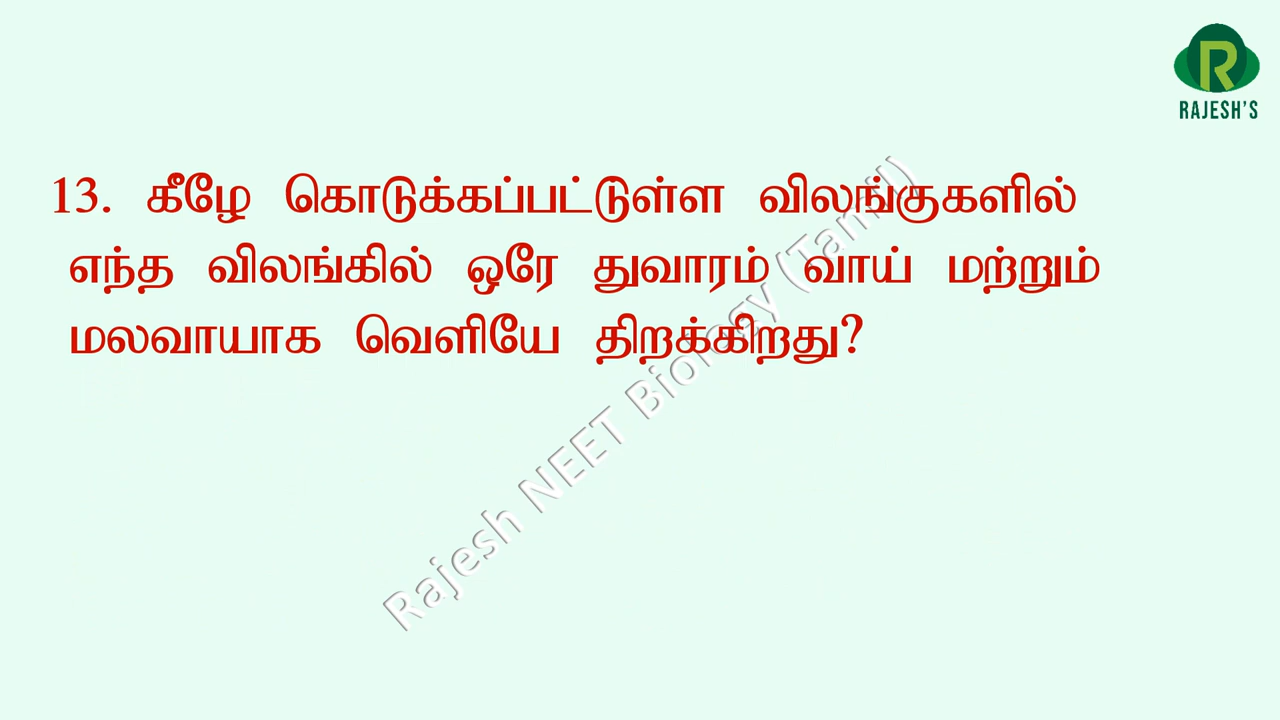 RAJESH'S
13. கீழே கொடுக்கப்பட்டுள்ள விலங்குகளில்
எந்த விலங்கில் ஒரே துவாரம் வாய் மற்றும்
மலவாயாக வெளியே திறக்கிறது?
Rajesh NEET Biology (Tamil)